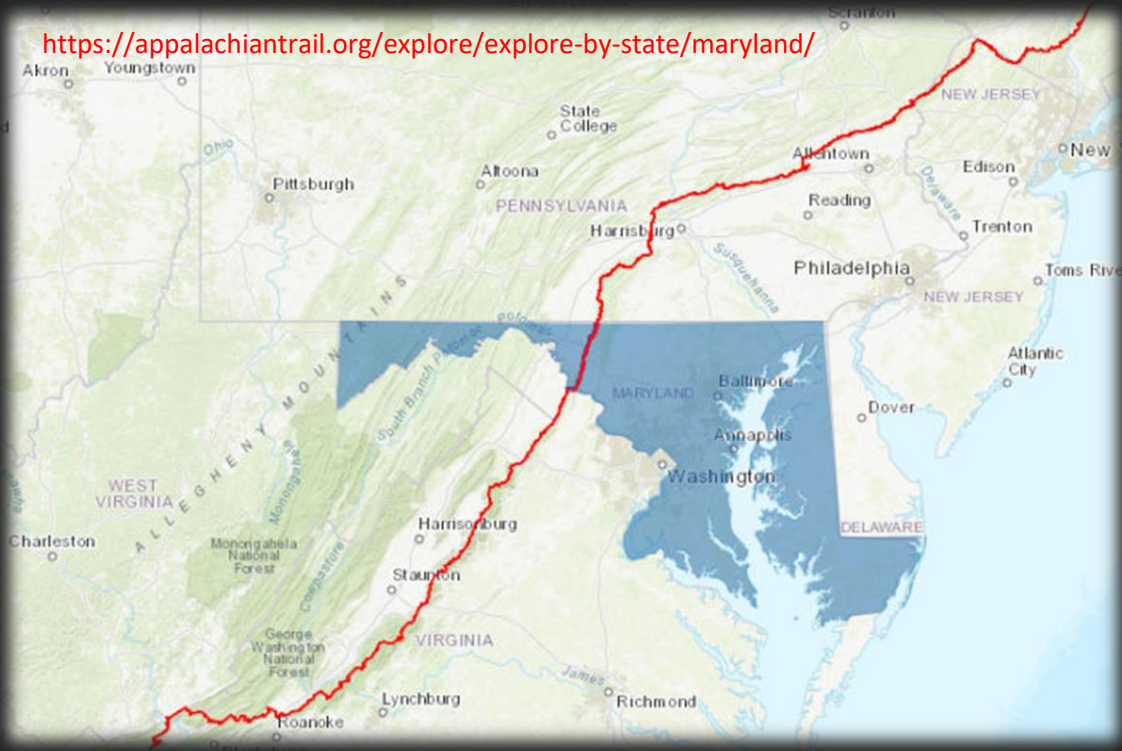 Scranton
https://appalachiantrail.org/explore/explore-by-state/maryland/
Akron
Youngstown
NEW JERSEY
State
College
Ohio
Allentown
New
Edison
Altoona
Pittsburgh
Delaware
PENNSYLVANIA
Reading
Harrisburg
Trenton
Susquehanna
Philadelphia
Toms Rive
NEW JERSEY
Potomac
ALLEGHENY MOUNTAINS
South Branch Potomac
Atlantic
City
MARYLAND
Baltimore
Dover
Annapolis
Washington
WEST
VIRGINIA
Monongahela
Harrisonburg
DELAWARE
Charleston
Monongahela
National
Forest
Cowpasture
Staunton
George
Washington
National
Forest
VIRGINIA
James
Lynchburg
Richmond
Roanoke